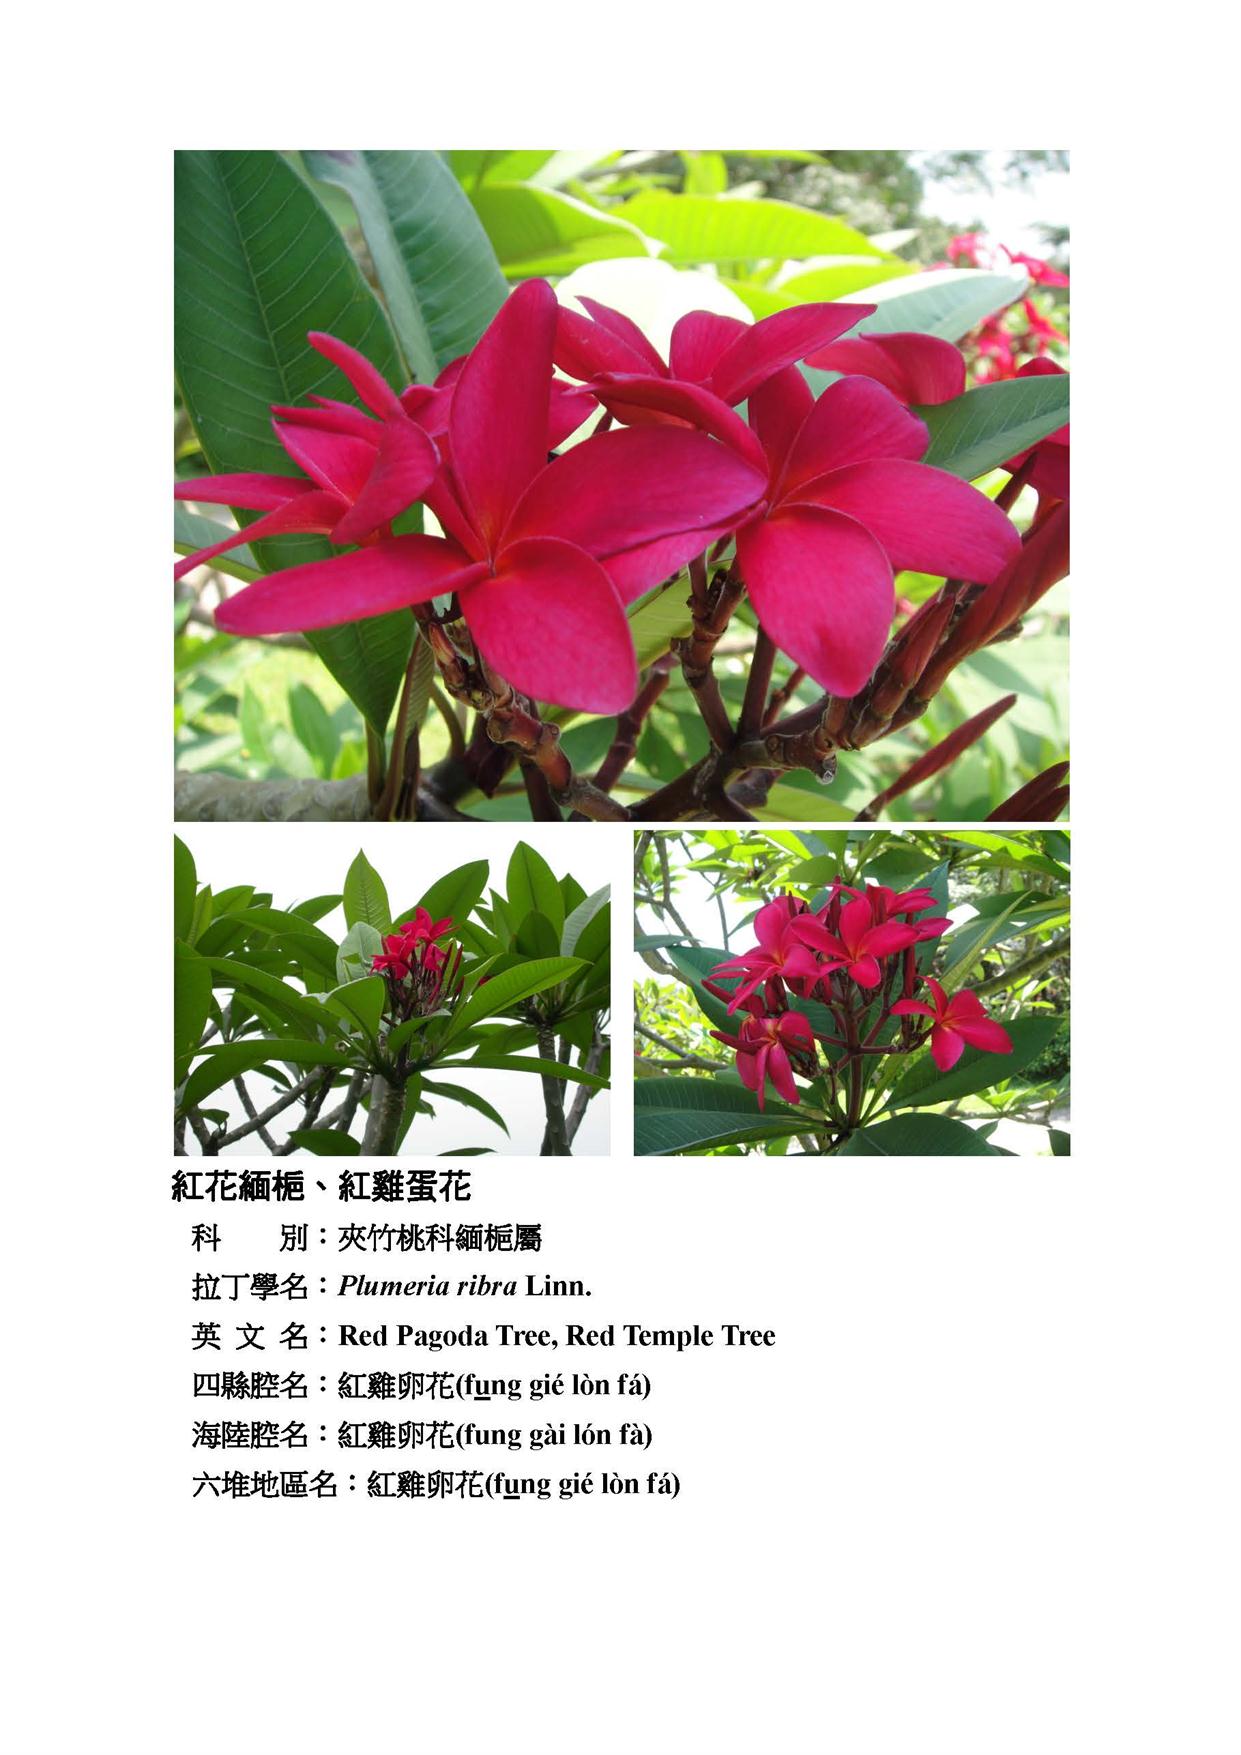 紅花緬梔、紅雞蛋花
科　　別：夾竹桃科緬梔屬
拉丁學名：Plumeria ribra Linn.
英 文 名：Red Pagoda Tree, Red Temple Tree
四縣腔名：紅雞卵花(fung gié lòn fá)
海陸腔名：紅雞卵花(fung gài lón fà)
六堆地區名：紅雞卵花(fung gié lòn fá)